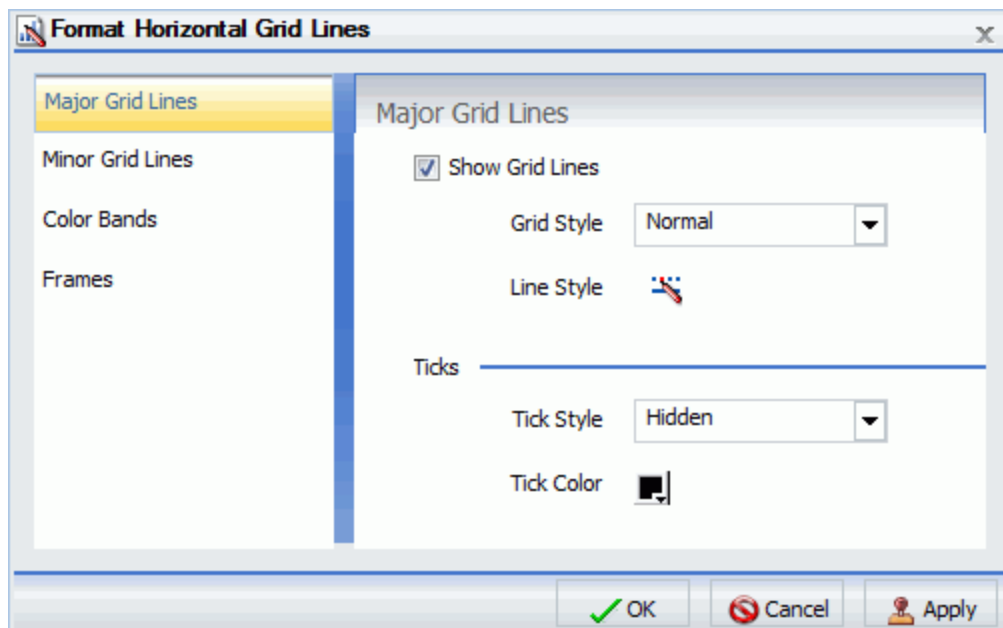 Format Horizontal Grid Lines
Major Grid Lines
Minor Grid Lines
Color Bands
Frames
Major Grid Lines
Show Grid Lines
Grid Style Normal
Line Style
Ticks
Tick Style Hidden
Tick Color
OK Cancel Apply